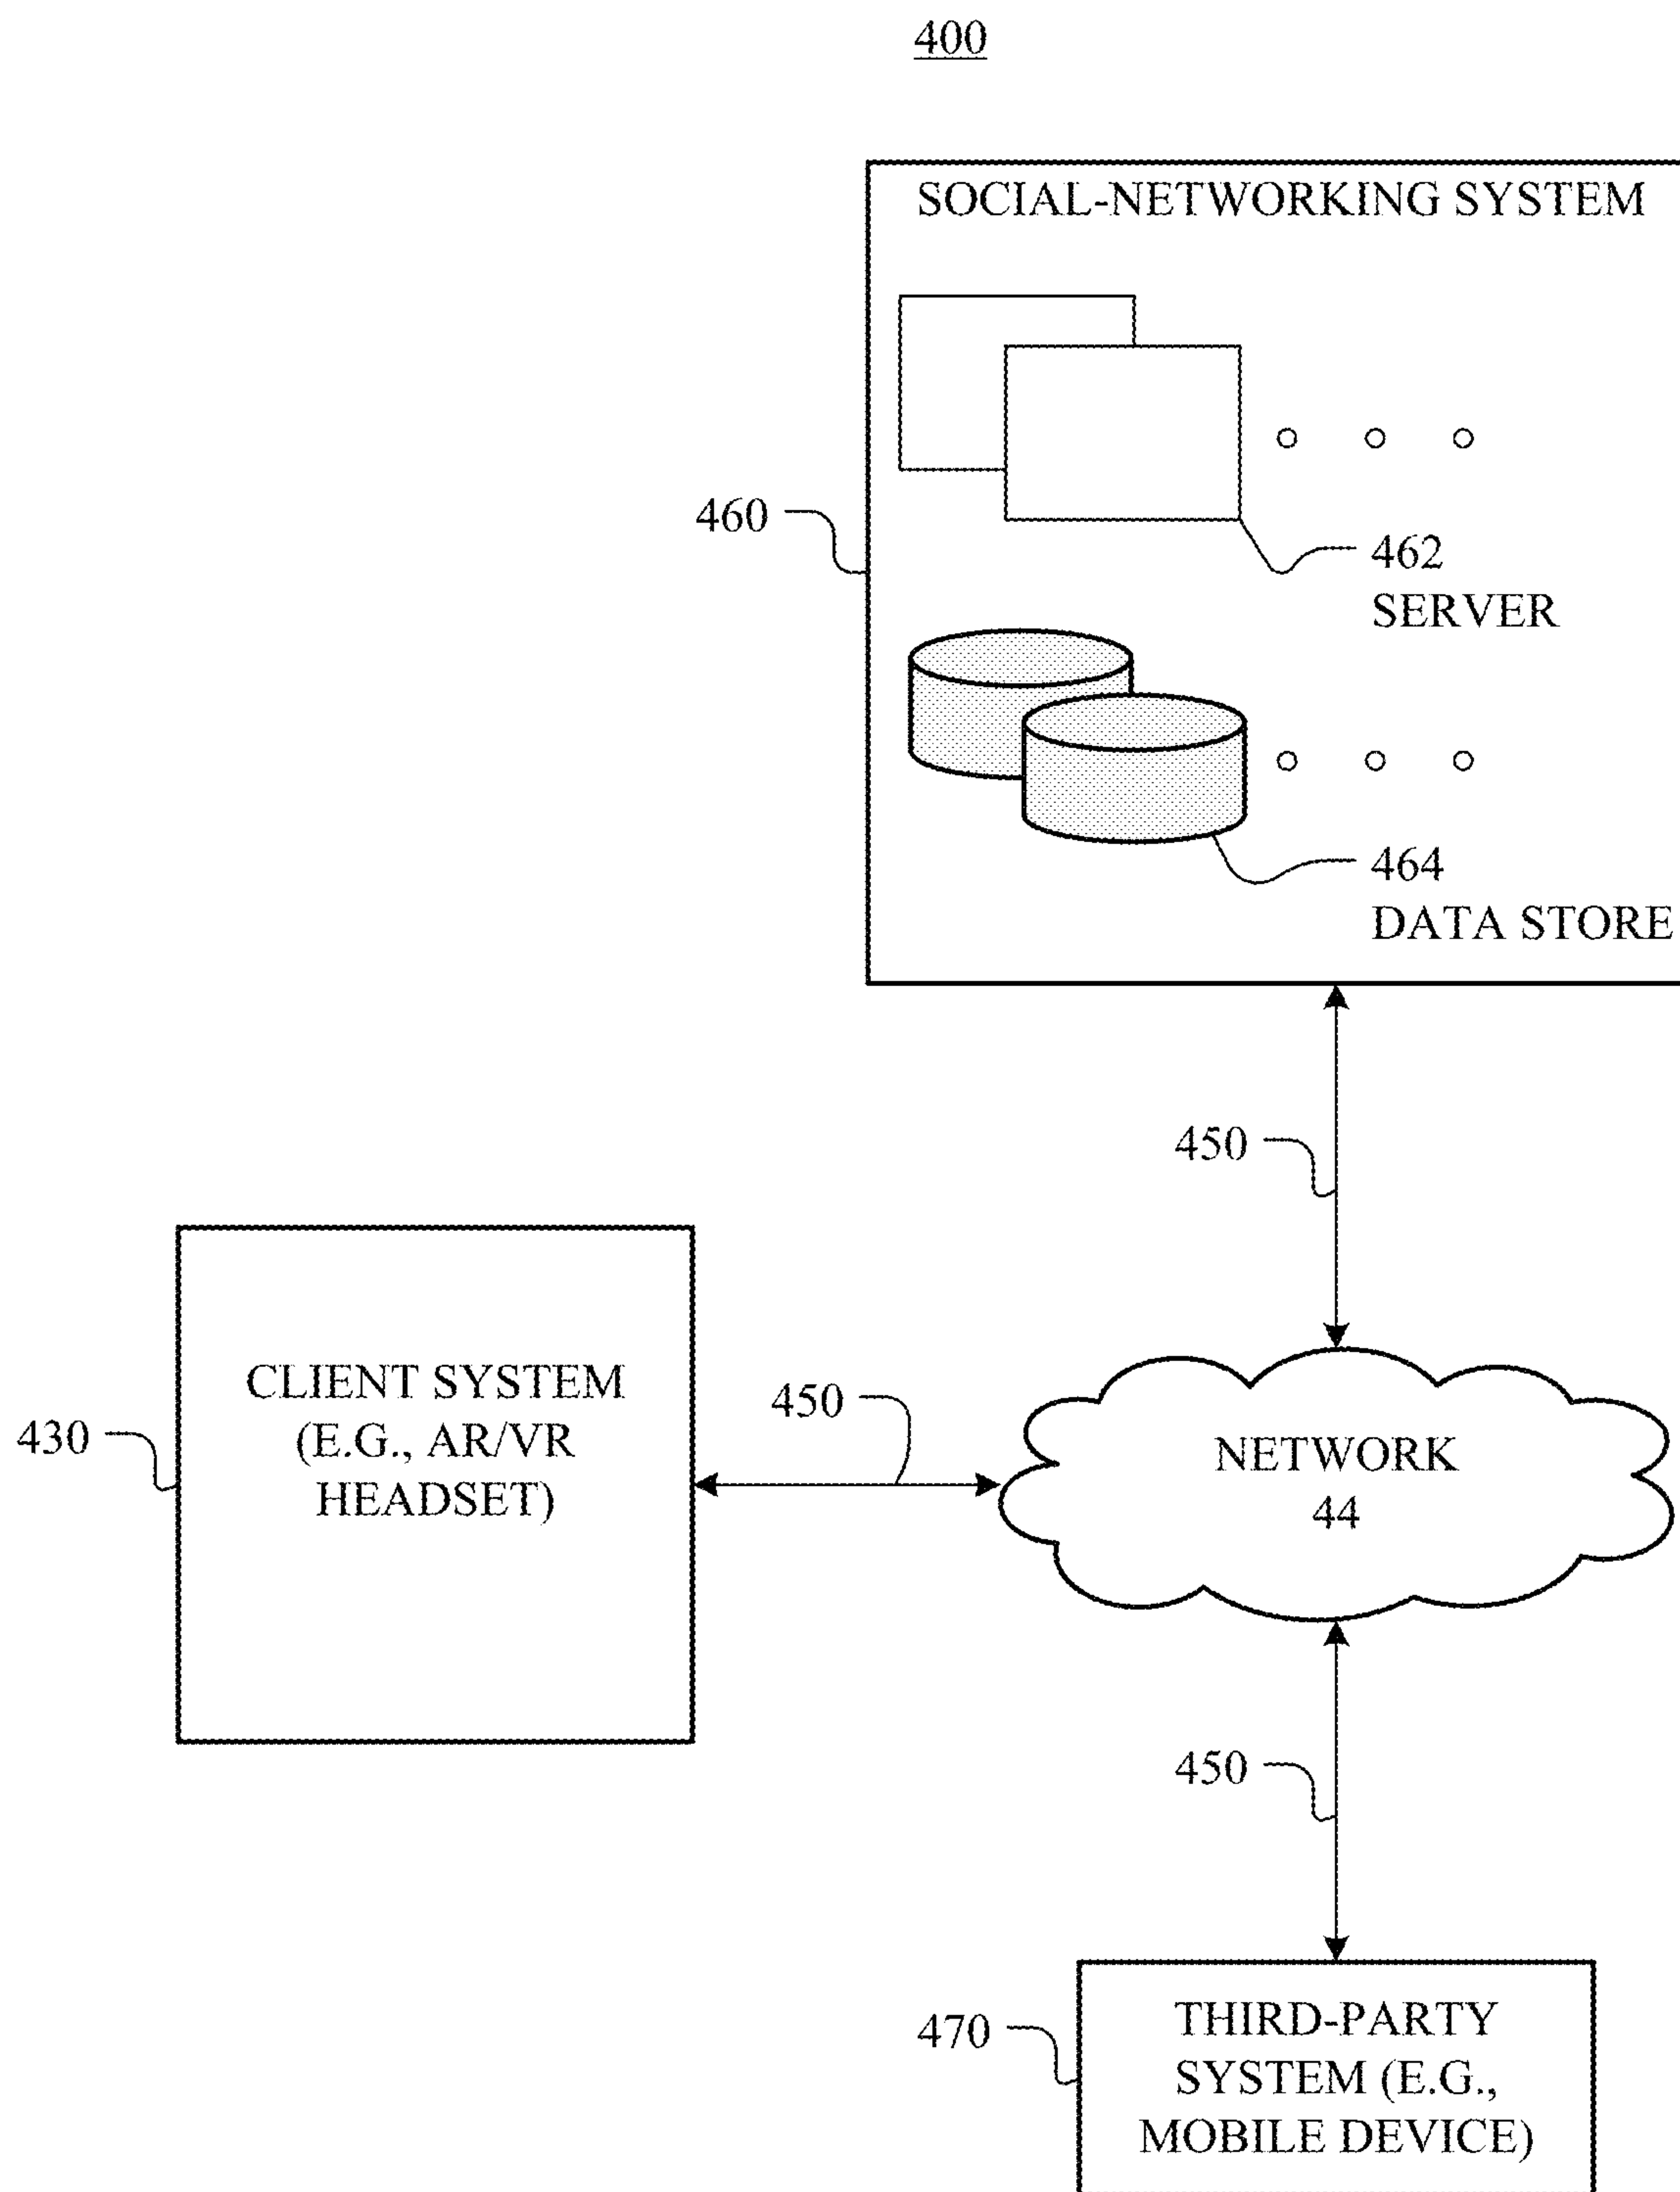 400
SOCIAL-NETWORKING SYSTEM
460
462
SERVER
464
DATA STORE
450
CLIENT SYSTEM
(E.G., AR/VR
HEADSET)
430
450
NETWORK
44
450
470
THIRD-PARTY
SYSTEM (E.G.,
MOBILE DEVICE)